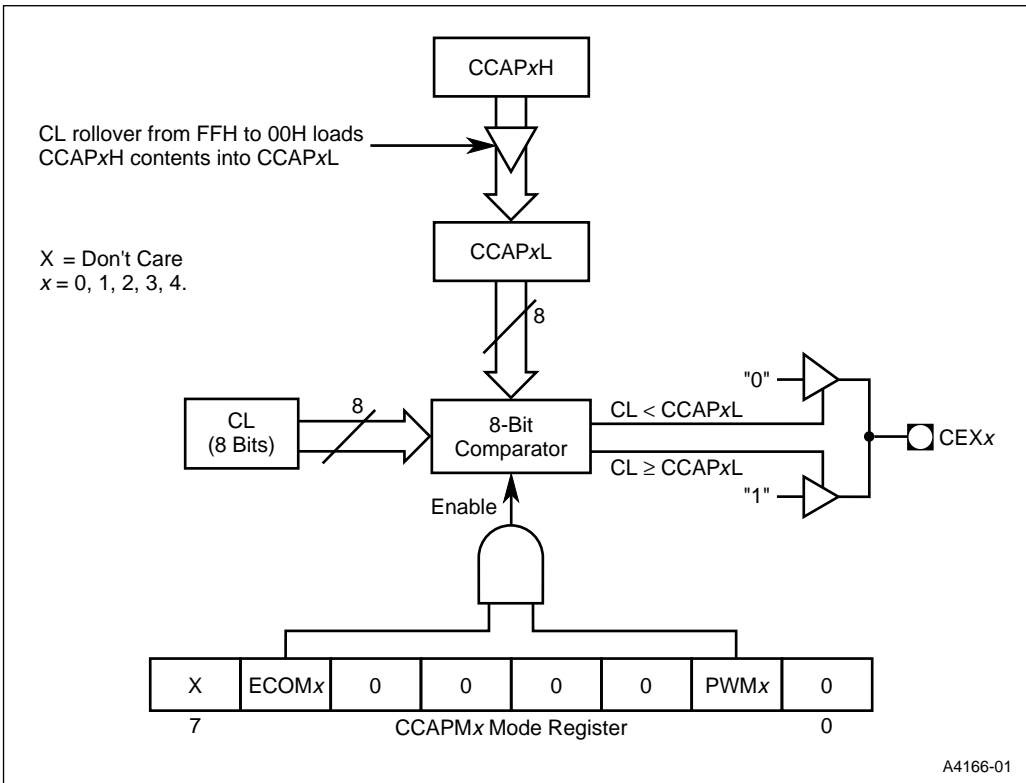 CCAPxH
CL rollover from FFH to 00H loads
CCAPxH contents into CCAPxL
CCAPxL
X = Don't Care
x = 0, 1, 2, 3, 4.
8
"0"
CL < CCAPxL
8
CL
(8 Bits)
8-Bit
Comparator
CEXx
CL ≥ CCAPxL
"1"
Enable
X ECOMx 0 0 0 0 PWMx 0
7 CCAPMx Mode Register 0
A4166-01